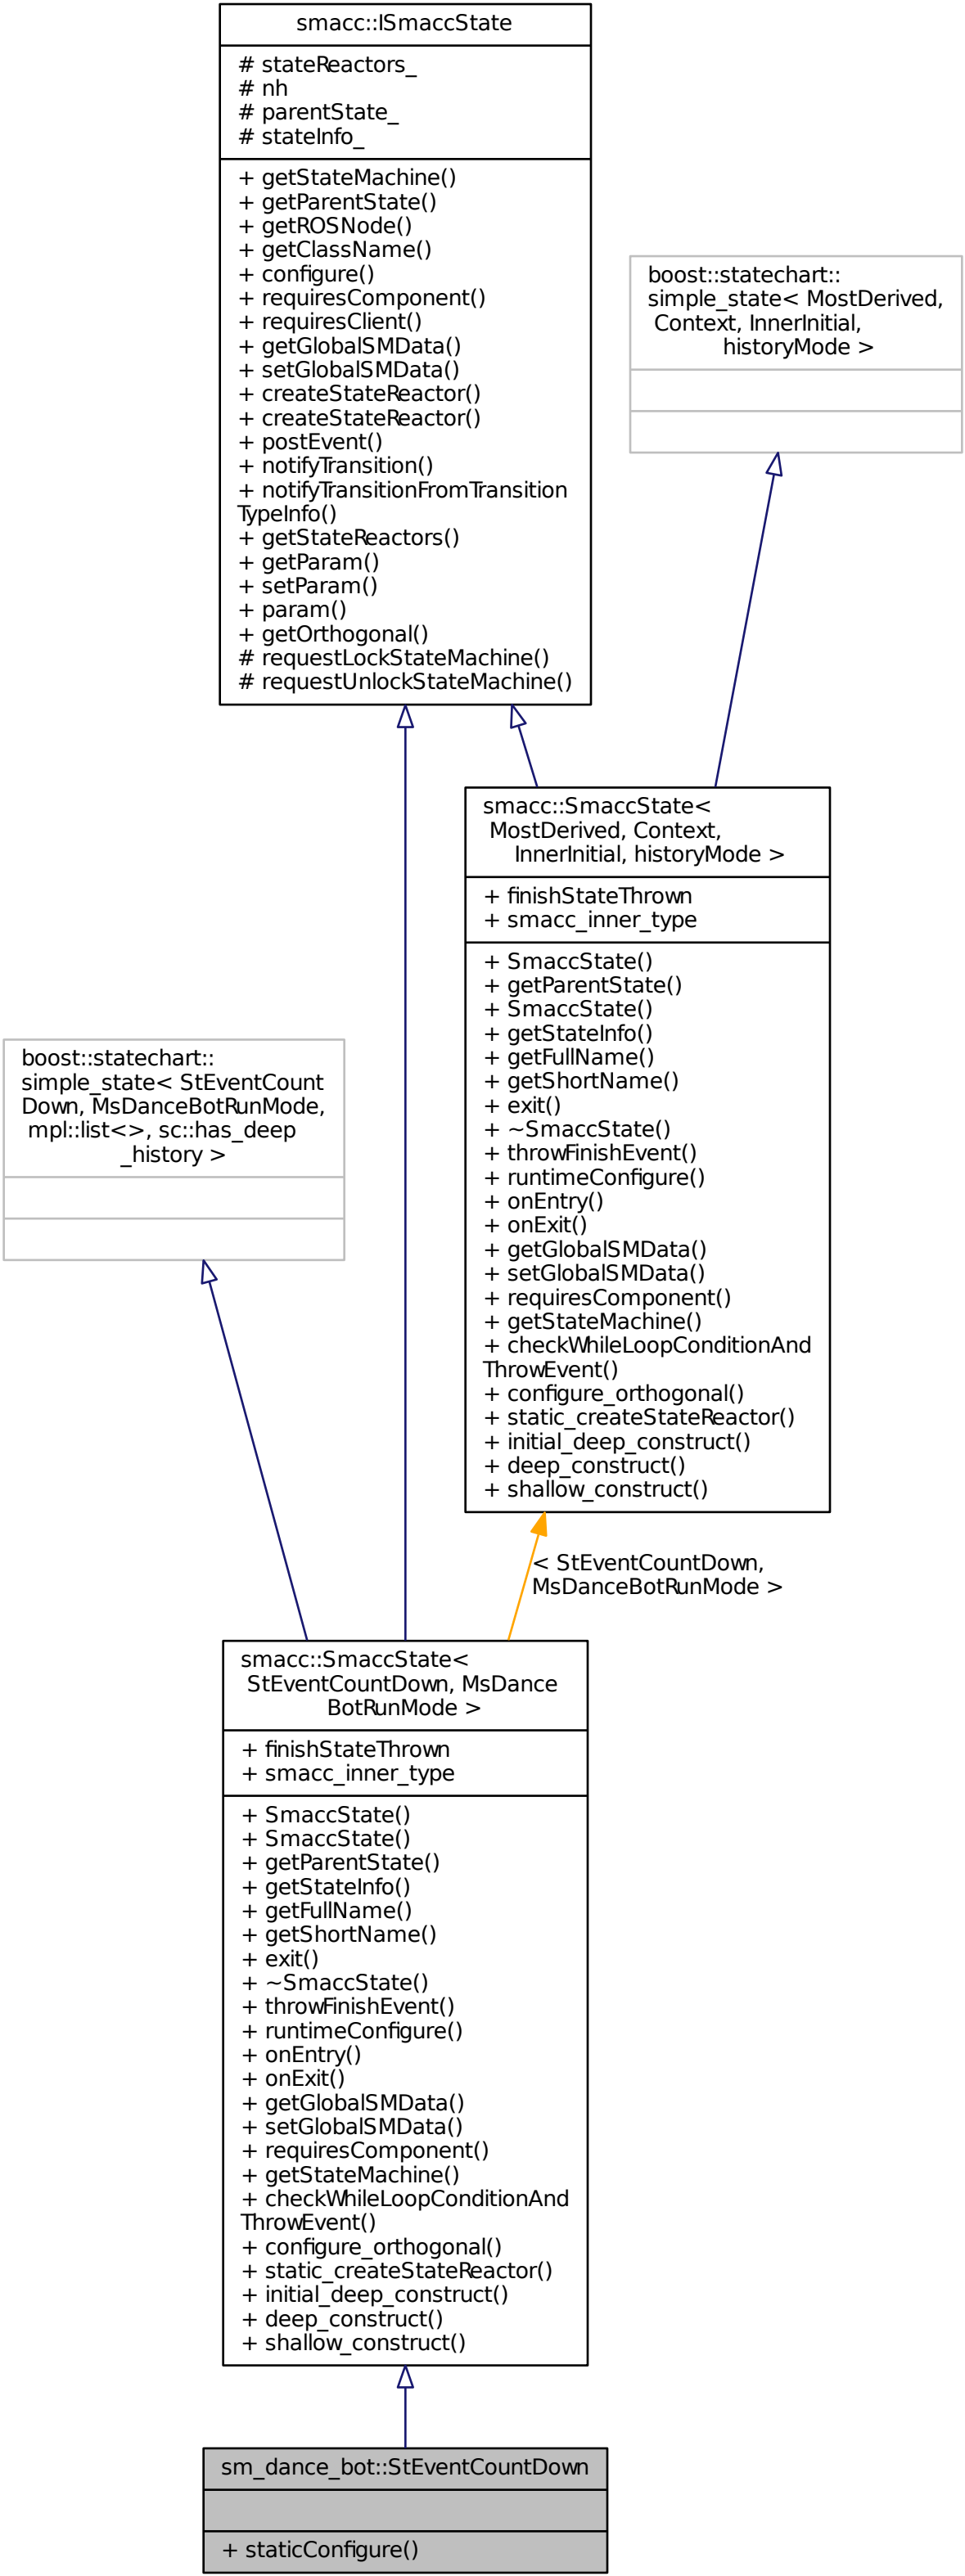 smacc::ISmaccState
# stateReactors_
# nh
# parentState_
# stateInfo_
+ getStateMachine()
+ getParentState()
+ getROSNode()
+ getClassName()
+ configure()
+ requiresComponent()
+ requiresClient()
+ getGlobalSMData()
+ setGlobalSMData()
+ createStateReactor()
+ createStateReactor()
+ postEvent()
+ notifyTransition()
+ notifyTransitionFromTransition
TypeInfo()
+ getStateReactors()
+ getParam()
+ setParam()
+ param()
+ getOrthogonal()
# requestLockStateMachine()
# requestUnlockStateMachine()
boost::statechart::
simple_state< MostDerived,
Context, InnerInitial,
historyMode >
smacc::SmaccState<
MostDerived, Context,
InnerInitial, historyMode >
+ finishStateThrown
+ smacc_inner_type
+ SmaccState()
+ getParentState()
+ SmaccState()
+ getStateInfo()
+ getFullName()
+ getShortName()
+ exit()
+ ~SmaccState()
+ throwFinishEvent()
+ runtimeConfigure()
+ onEntry()
+ onExit()
+ getGlobalSMData()
+ setGlobalSMData()
+ requiresComponent()
+ getStateMachine()
+ checkWhileLoopConditionAnd
ThrowEvent()
+ configure_orthogonal()
+ static_createStateReactor()
+ initial_deep_construct()
+ deep_construct()
+ shallow_construct()
boost::statechart::
simple_state< StEventCount
Down, MsDanceBotRunMode,
mpl::list<>, sc::has_deep
_history >
< StEventCountDown,
MsDanceBotRunMode >
smacc::SmaccState<
StEventCountDown, MsDance
BotRunMode >
+ finishStateThrown
+ smacc_inner_type
+ SmaccState()
+ SmaccState()
+ getParentState()
+ getStateInfo()
+ getFullName()
+ getShortName()
+ exit()
+ ~SmaccState()
+ throwFinishEvent()
+ runtimeConfigure()
+ onEntry()
+ onExit()
+ getGlobalSMData()
+ setGlobalSMData()
+ requiresComponent()
+ getStateMachine()
+ checkWhileLoopConditionAnd
ThrowEvent()
+ configure_orthogonal()
+ static_createStateReactor()
+ initial_deep_construct()
+ deep_construct()
+ shallow_construct()
sm_dance_bot::StEventCountDown
+ staticConfigure()